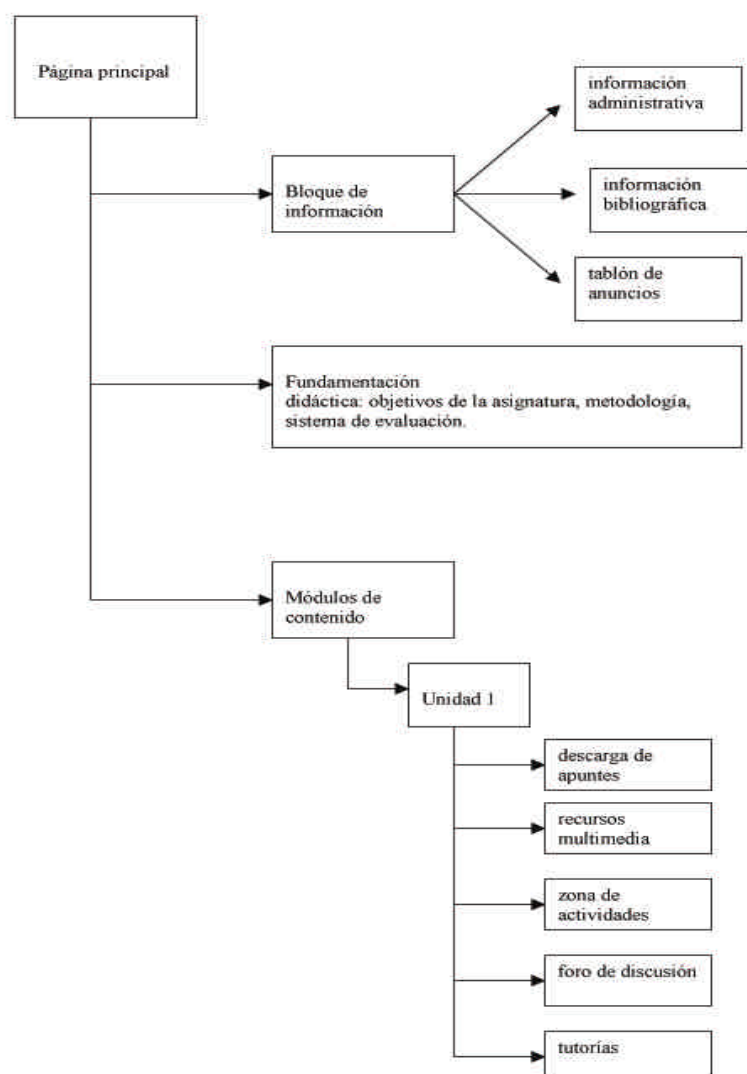 Página principal
Bloque de
información
información
administrativa
información
bibliográfica
tablón de
anuncios
Fundamentación
didáctica: objetivos de la asignatura, metodología,
sistema de evaluación.
Módulos de
contenido
Unidad 1
descarga de
apuntes
recursos
multimedia
zona de
actividades
foro de discusión
tutorías